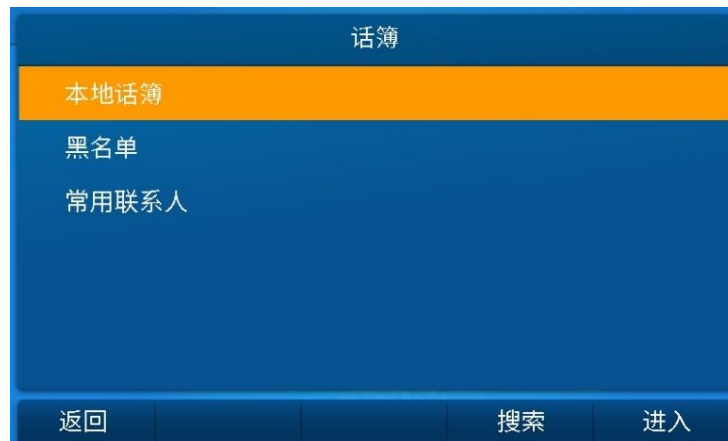 话簿
本地话簿
黑名单
常用联系人
返回 搜索 进入